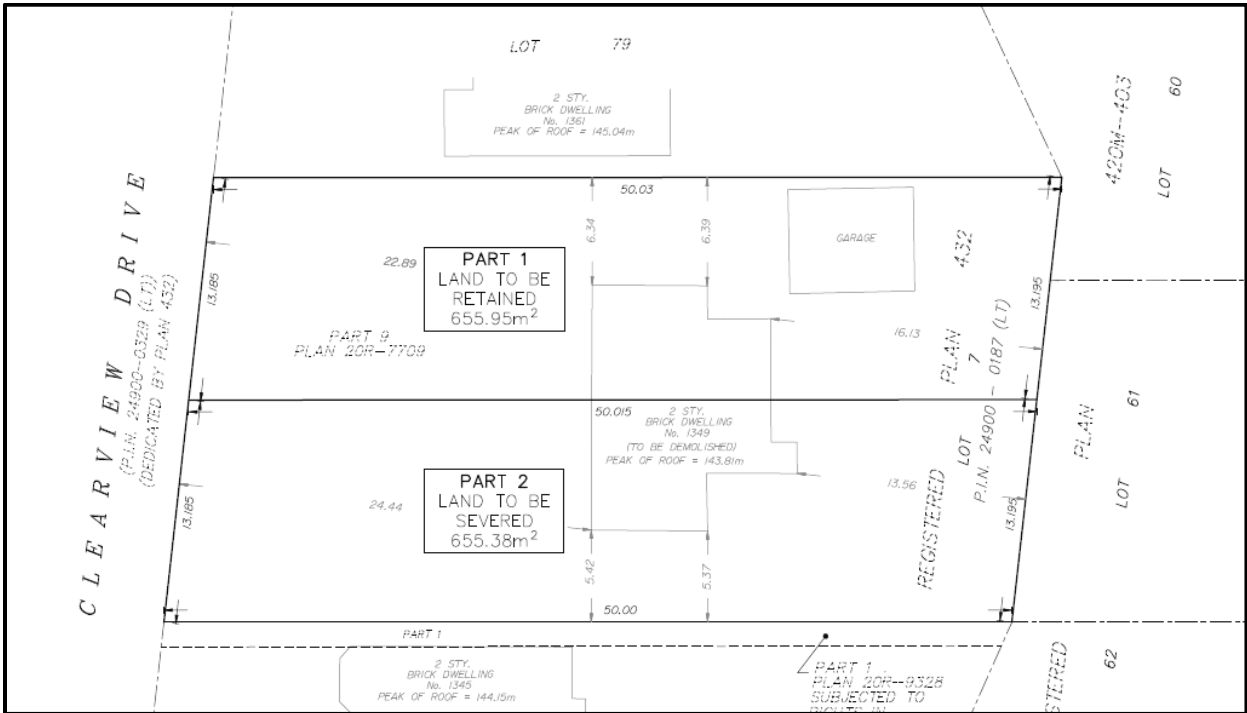 LOT 79
2 STY.
BRICK DWELLING
No. 1361
PEAK OF ROOF = 145.04m
420M-403
LOT 60
50.03
6.34
6.39
GARAGE
CLEARVIEW DRIVE
(P.I.N. 24900-0329 (LT))
(DEDICATED BY PLAN 432)
13.185
22.89
PART 1
LAND TO BE
RETAINED
655.95m²
PART 9
PLAN 20R-7709
16.13
13.195
REGISTERED PLAN 432
LOT 7
P.I.N. 24900 - 0187 (LT)
PLAN
LOT 61
50.015
2 STY.
BRICK DWELLING
No. 1349
(TO BE DEMOLISHED)
PEAK OF ROOF = 143.81m
13.185
24.44
PART 2
LAND TO BE
SEVERED
655.38m²
13.56
13.195
5.42
5.37
50.00
PART 1
2 STY.
BRICK DWELLING
No. 1345
PEAK OF ROOF = 144.15m
PART 1
PLAN 20R-9328
SUBJECTED TO
RIGHTS IN
STERED
62